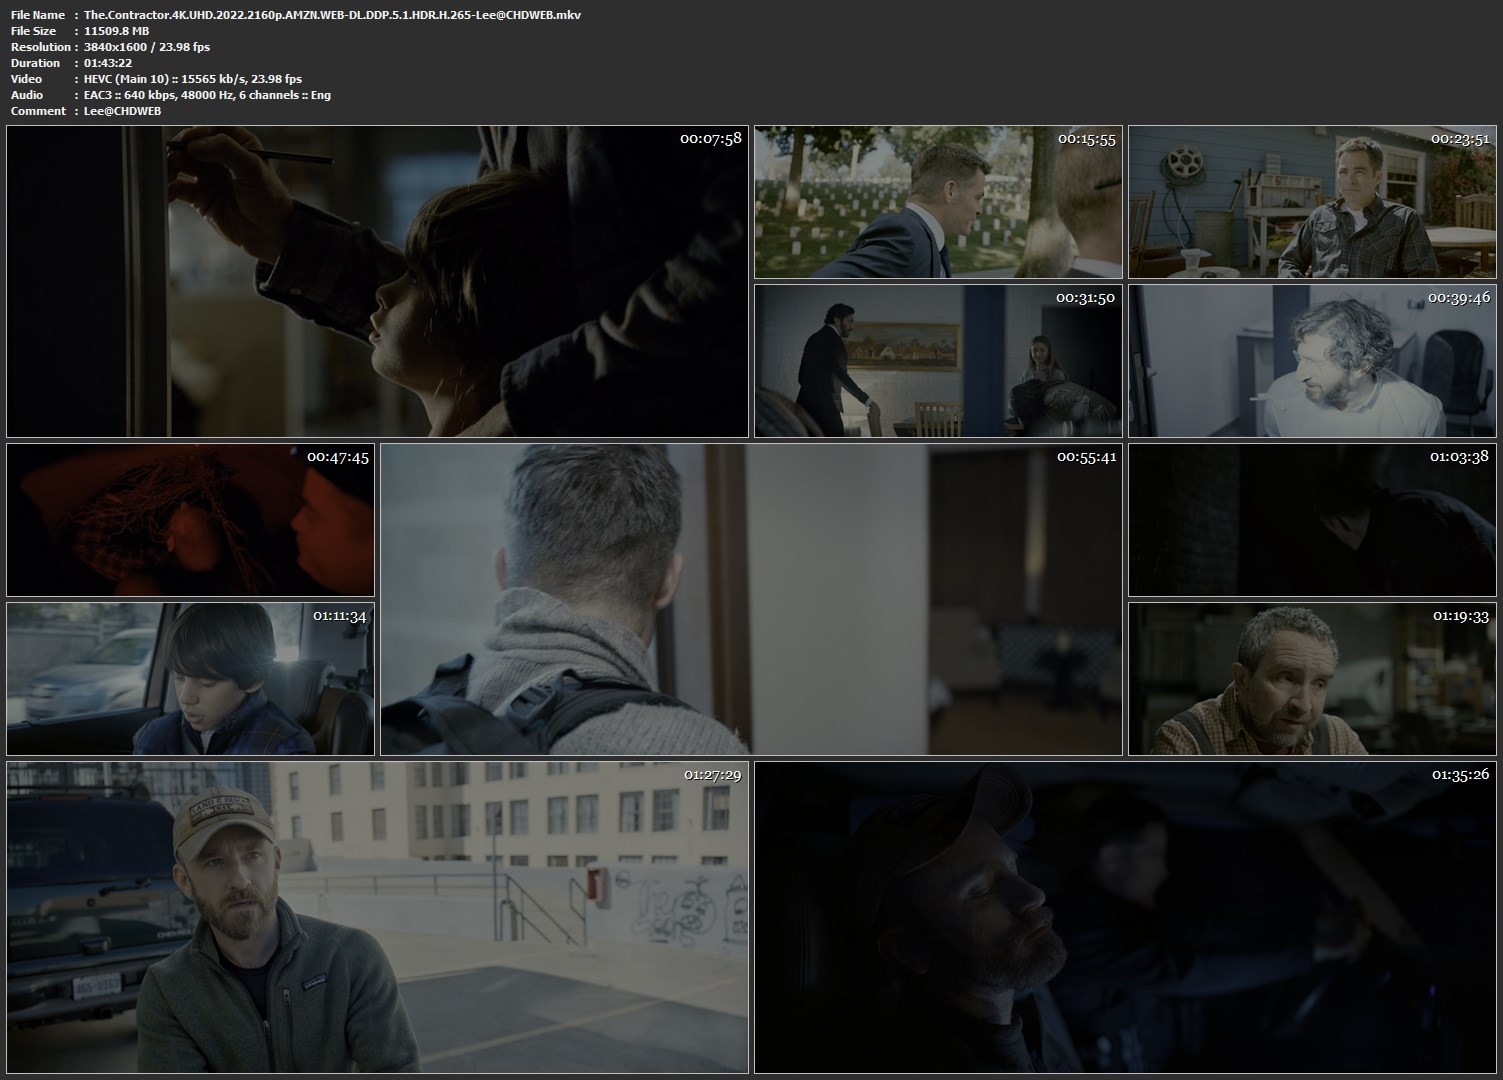 File Name : The.Contractor.4K.UHD.2022.2160p.AMZN.WEB-DL.DDP.5.1.HDR.H.265-Lee@CHDWEB.mkv
File Size : 11509.8 MB
Resolution : 3840x1600 / 23.98 fps
Duration : 01:43:22
Video : HEVC (Main 10) :: 15565 kb/s, 23.98 fps
Audio : EAC3 :: 640 kbps, 48000 Hz, 6 channels :: Eng
Comment : Lee@CHDWEB
00:07:58
00:15:55
00:23:51
00:31:50
00:39:46
00:47:45
00:55:41
01:03:38
01:11:34
01:19:33
01:27:29
01:35:26